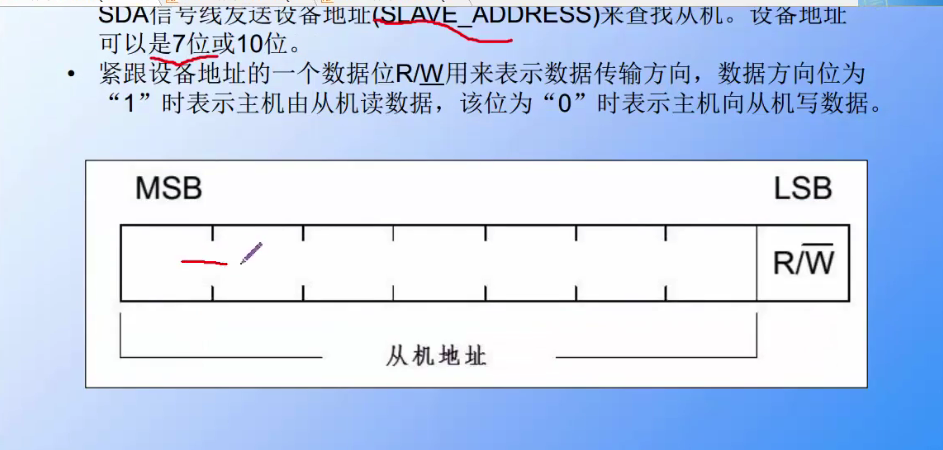 SDA信号线发送设备地址(SLAVE_ADDRESS)来查找从机。设备地址
可以是7位或10位。
• 紧跟设备地址的一个数据位R/W用来表示数据传输方向，数据方向位为
“1”时表示主机由从机读数据，该位为“0”时表示主机向从机写数据。
MSB LSB
R/W
从机地址